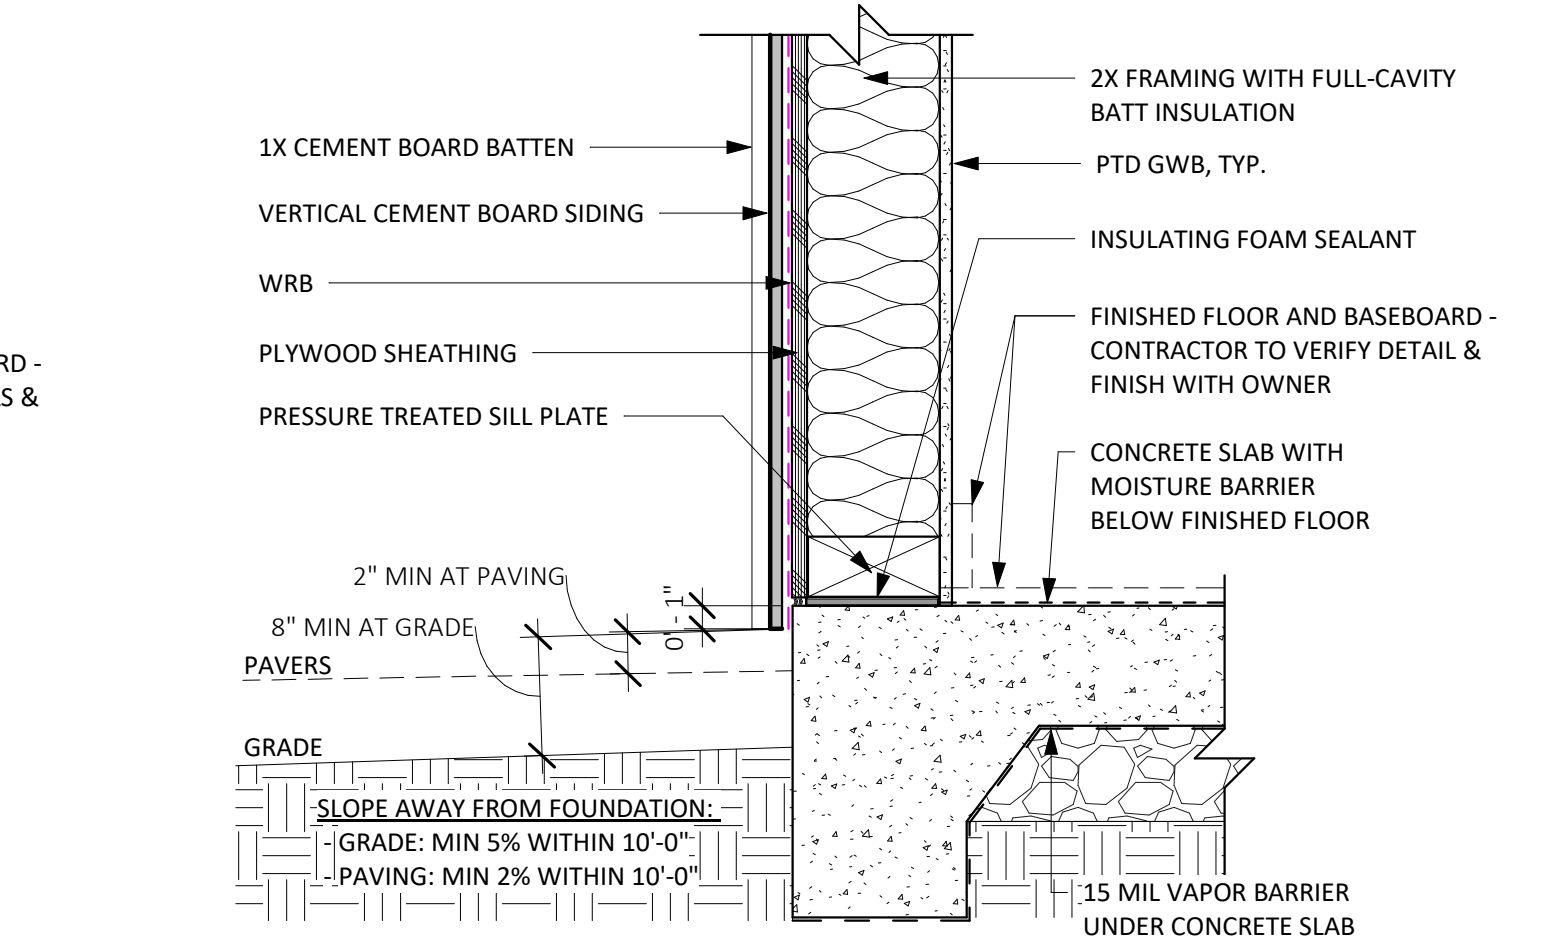 RD -
S &
1X CEMENT BOARD BATTEN
VERTICAL CEMENT BOARD SIDING
WRB
PLYWOOD SHEATHING
PRESSURE TREATED SILL PLATE
2" MIN AT PAVING
8" MIN AT GRADE
0' - 1"
PAVERS
GRADE
SLOPE AWAY FROM FOUNDATION:
- GRADE: MIN 5% WITHIN 10'-0"
- PAVING: MIN 2% WITHIN 10'-0"
2X FRAMING WITH FULL-CAVITY
BATT INSULATION
PTD GWB, TYP.
INSULATING FOAM SEALANT
FINISHED FLOOR AND BASEBOARD -
CONTRACTOR TO VERIFY DETAIL &
FINISH WITH OWNER
CONCRETE SLAB WITH
MOISTURE BARRIER
BELOW FINISHED FLOOR
15 MIL VAPOR BARRIER
UNDER CONCRETE SLAB